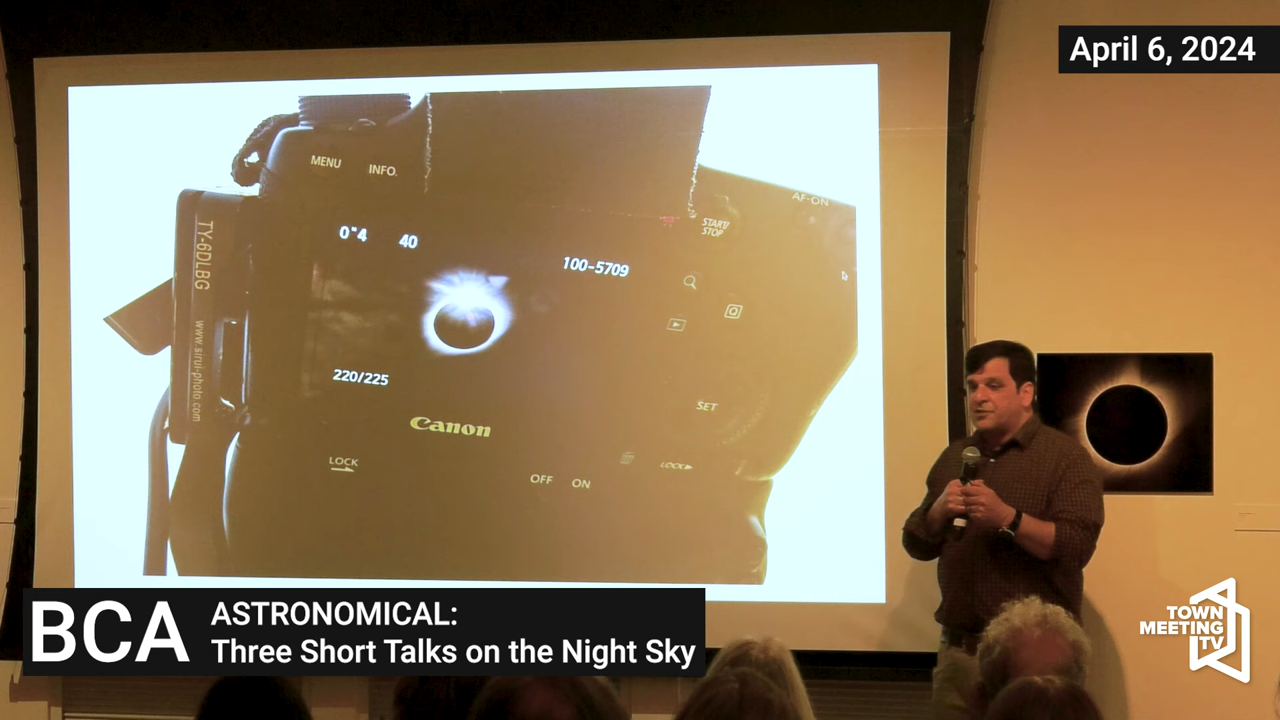 April 6, 2024
MENU INFO.
AF-ON
START/
STOP
0"4 40
100-5709
TY-6DLBG
www.sirui-photo.com
Q
220/225
SET
Canon
LOCK
LOCK
OFF ON
BCA
ASTRONOMICAL:
Three Short Talks on the Night Sky
TOWN
MEETING
TV